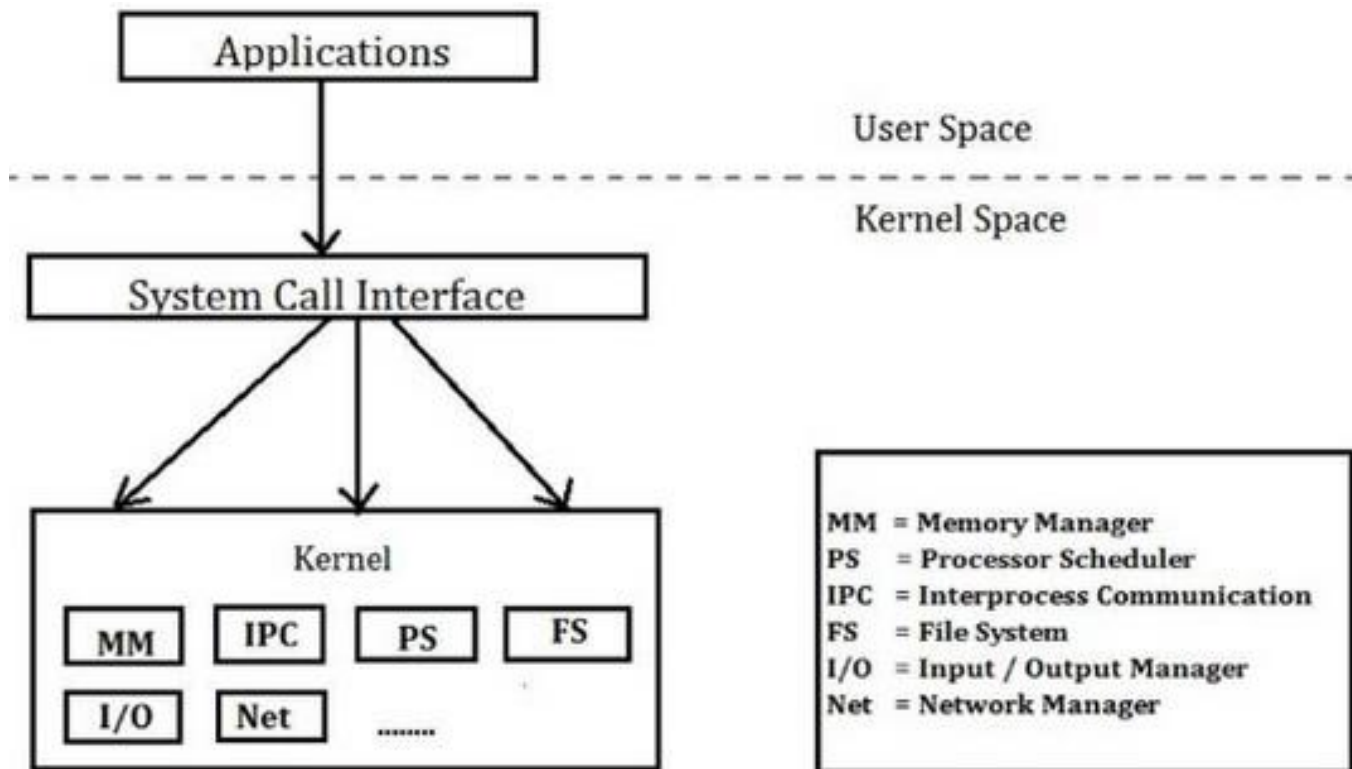 Applications
User Space
Kernel Space
System Call Interface
Kernel
MM IPC PS FS
I/O Net ........
MM = Memory Manager
PS = Processor Scheduler
IPC = Interprocess Communication
FS = File System
I/O = Input / Output Manager
Net = Network Manager